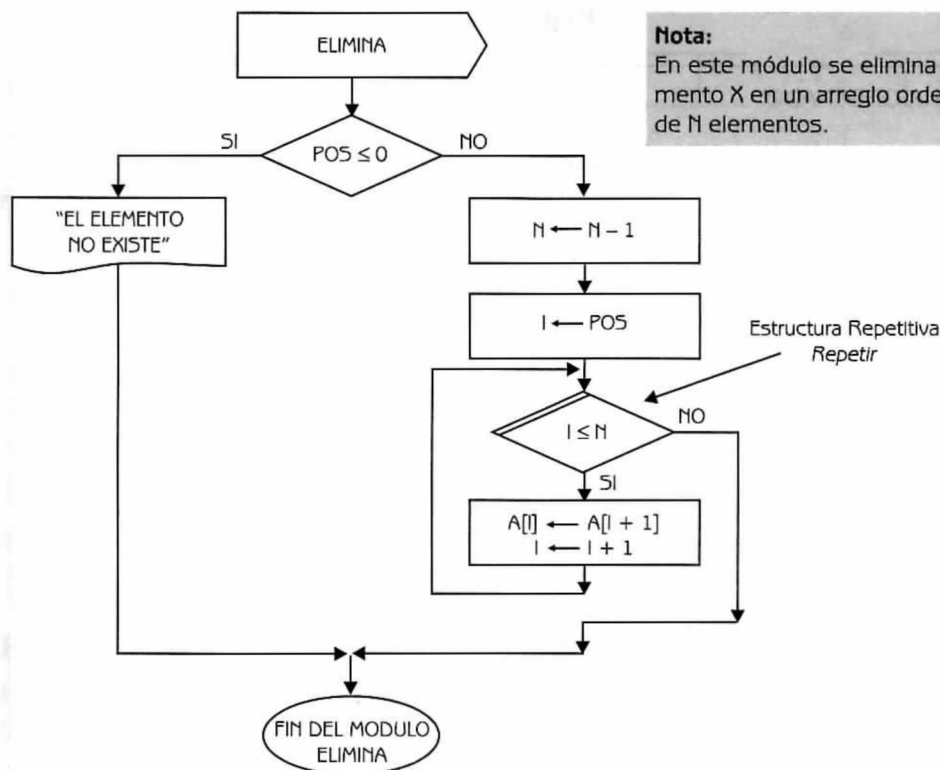 ELIMINA
Nota:
En este módulo se elimina
mento X en un arreglo orde
de N elementos.
SI
POS ≤ 0
NO
"EL ELEMENTO
NO EXISTE"
N ← N – 1
I ← POS
Estructura Repetitiva
Repetir
I ≤ N
NO
SI
A[I] ← A[I + 1]
I ← I + 1
FIN DEL MODULO
ELIMINA